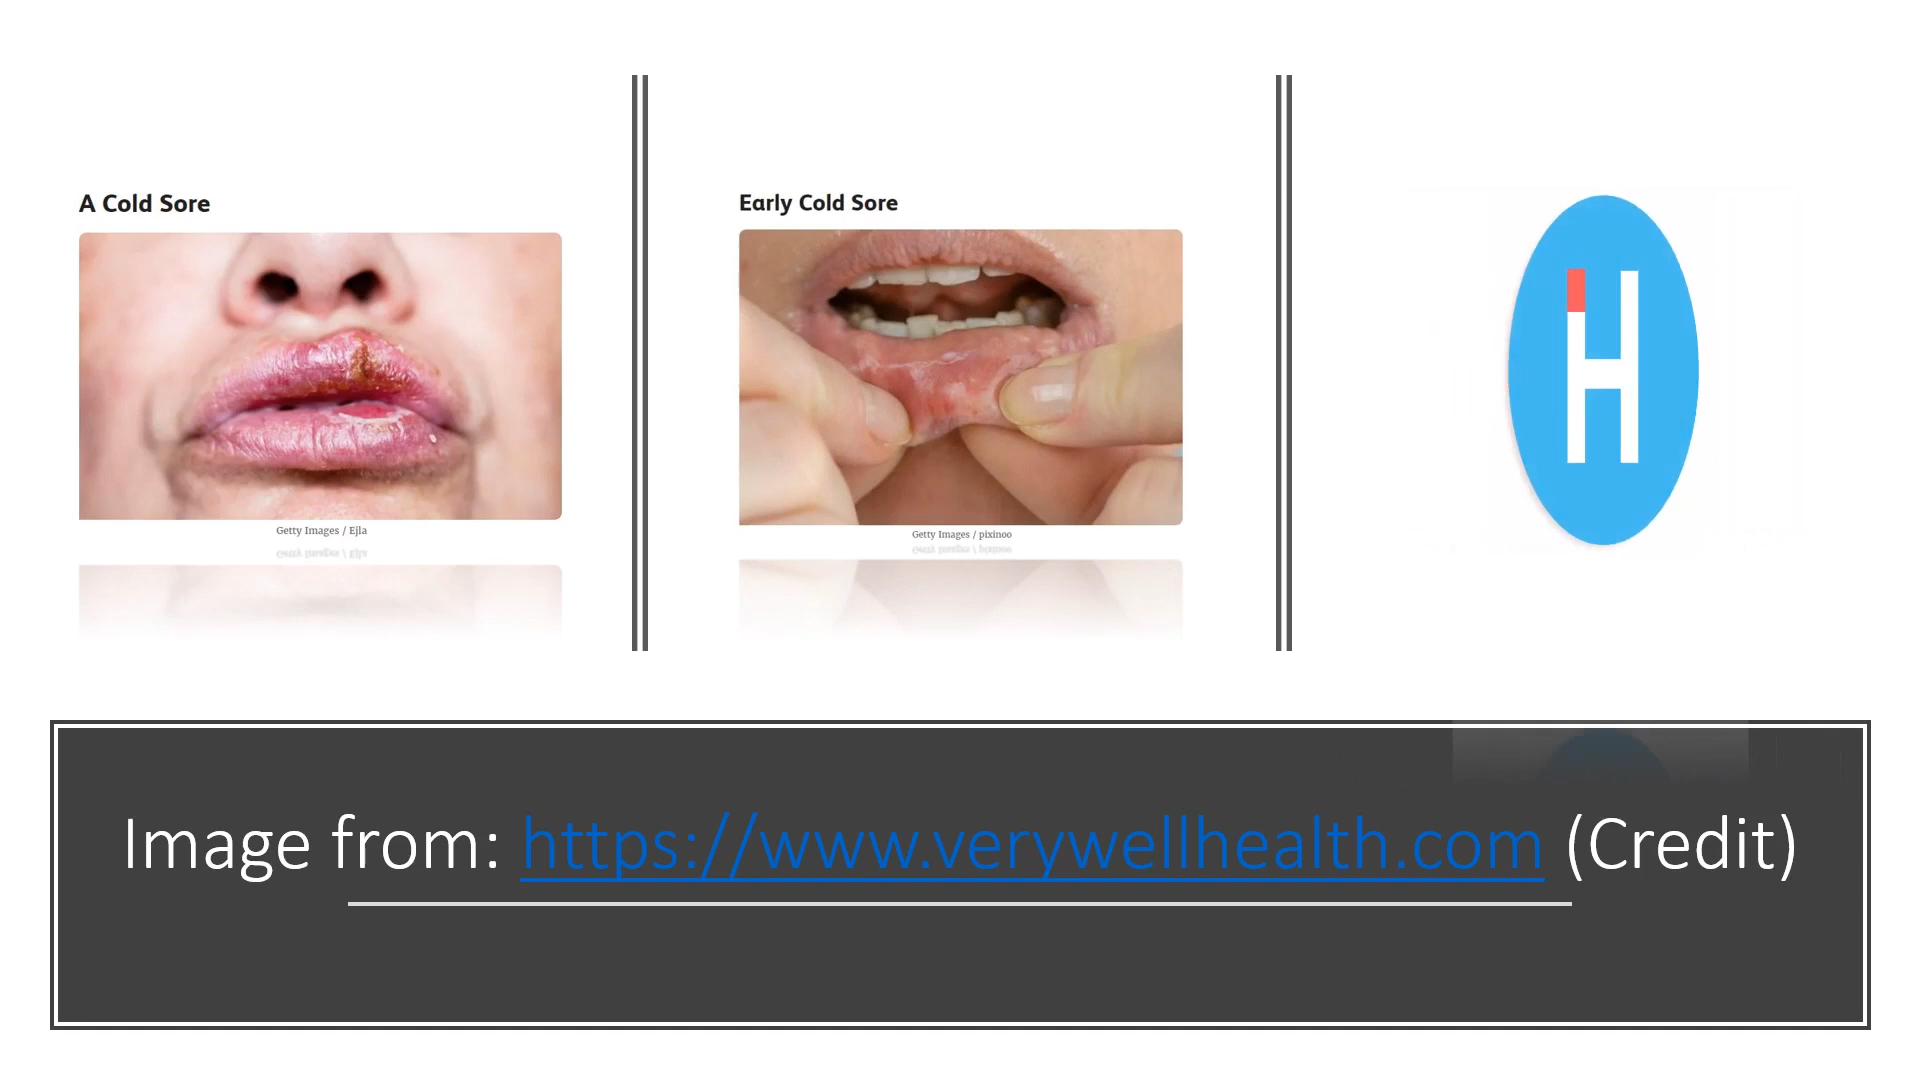 A Cold Sore
Getty Images / Ejla
Early Cold Sore
Getty Images / pixinoo
H
Image from: https://www.verywellhealth.com (Credit)